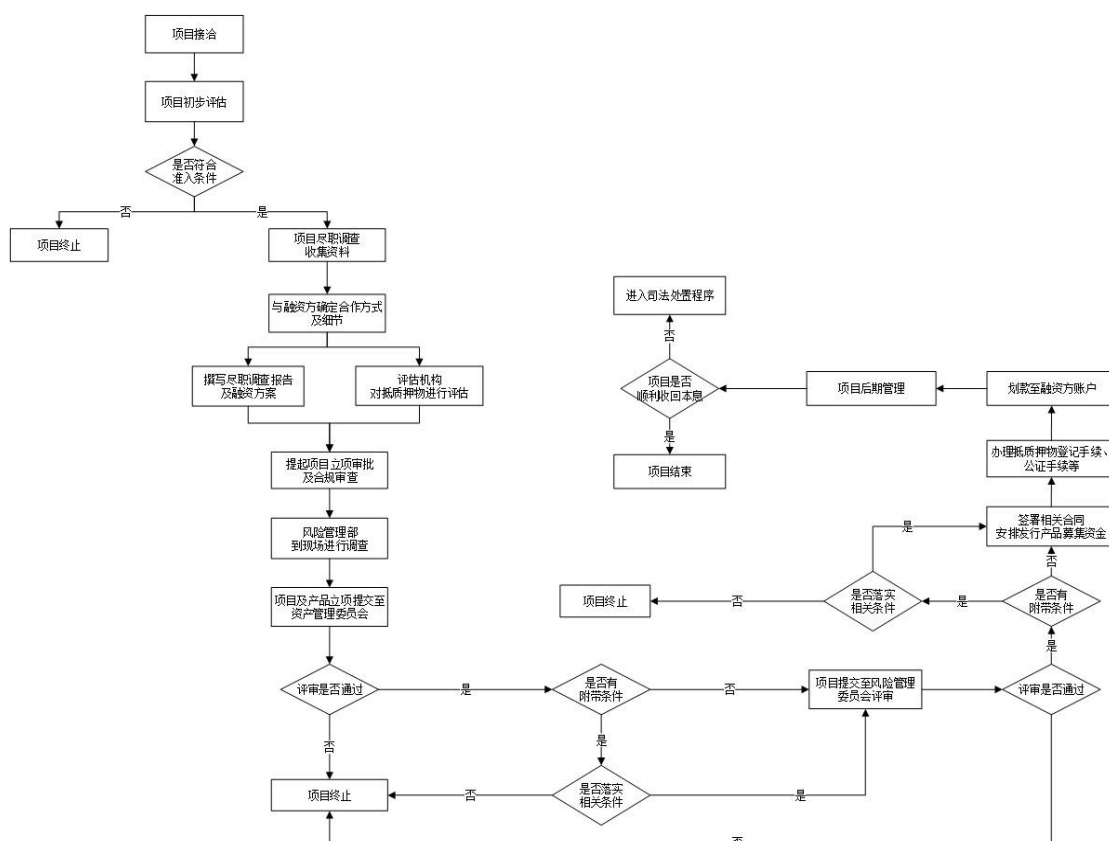 项目接洽
项目初步评估
是否符合
准入条件
否
是
项目终止
项目尽职调查
收集资料
与融资方确定合作方式
及细节
撰写尽职调查报告
及融资方案
评估机构
对抵质押物进行评估
提起项目立项审批
及合规审查
风险管理部
到现场进行调查
项目及产品立项提交至
资产管理委员会
评审是否通过
是
否
项目终止
是否有
附带条件
否
是
是否落实
相关条件
否
是
项目提交至风险管理
委员会评审
评审是否通过
否
是
是否有
附带条件
是
否
是否落实
相关条件
否
是
项目终止
签署相关合同
安排发行产品募集资金
办理抵质押物登记手续、
公证手续等
划款至融资方账户
项目后期管理
项目是否
顺利收回本息
否
是
进入司法处置程序
项目结束